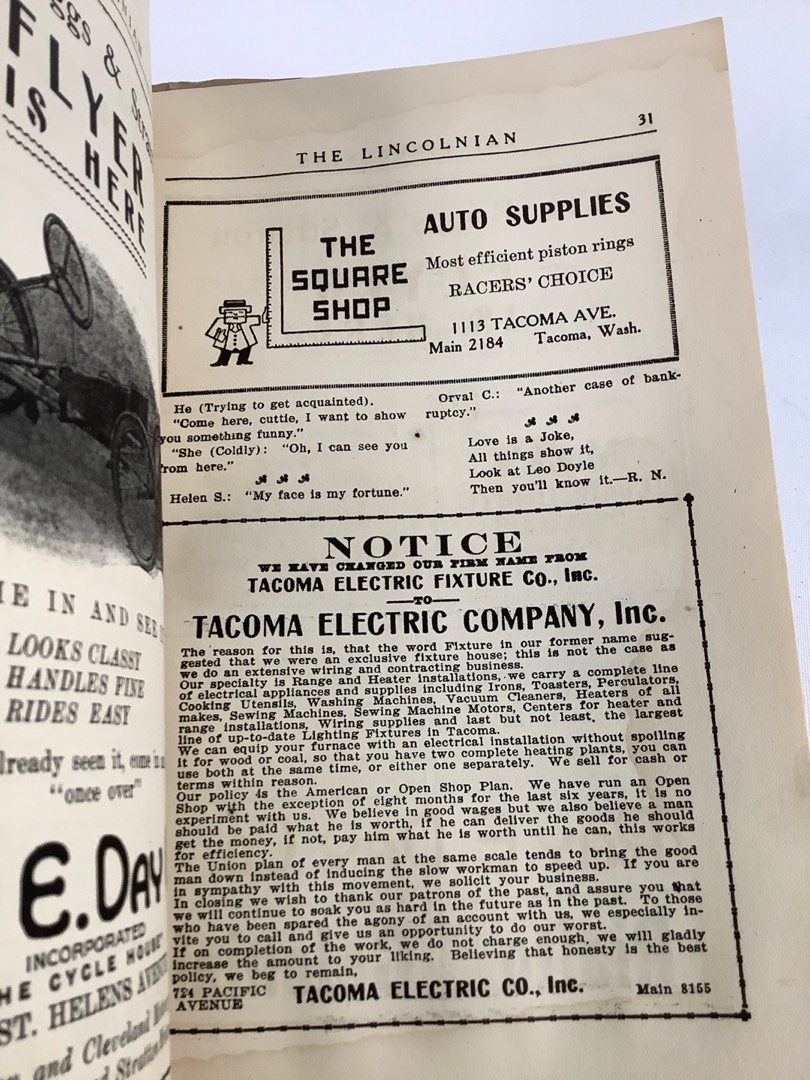 FLYER
IS HERE
LOOKS CLASSY
HANDLES FINE
RIDES EASY
already seen it,
"once over"
E. DAY
INCORPORATED
ST. HELENS
and Cleveland
THE LINCOLNIAN
31
THE
SQUARE
SHOP
AUTO SUPPLIES
Most efficient piston rings
RACERS' CHOICE
1113 TACOMA AVE.
Main 2184 Tacoma, Wash.
He (Trying to get acquainted).
"Come here, cuttie, I want to show
you something funny."
"She (Coldly): "Oh, I can see you
from here."
Helen S.: "My face is my fortune."
Orval C.: "Another case of bank-
ruptcy."
Love is a Joke,
All things show it,
Look at Leo Doyle
Then you'll know it.—R. N.
NOTICE
WE HAVE CHANGED OUR FIRM NAME FROM
TACOMA ELECTRIC FIXTURE Co., Inc.
—TO—
TACOMA ELECTRIC COMPANY, Inc.
The reason for this is, that the word Fixture in our former name sug-
gested that we were an exclusive fixture house; this is not the case as
we do an extensive wiring and contracting business.
Our specialty is Range and Heater installations, we carry a complete line
of electrical appliances and supplies including Irons, Toasters, Perculators,
Cooking Utensils, Washing Machines, Vacuum Cleaners, Heaters of all
makes, Sewing Machines, Sewing Machine Motors, Centers for heater and
range installations, Wiring supplies and last but not least, the largest
line of up-to-date Lighting Fixtures in Tacoma.
We can equip your furnace with an electrical installation without spoiling
it for wood or coal, so that you have two complete heating plants, you can
use both at the same time, or either one separately. We sell for cash or
terms within reason.
Our policy is the American or Open Shop Plan. We have run an Open
Shop with the exception of eight months for the last six years, it is no
experiment with us. We believe in good wages but we also believe a man
should be paid what he is worth, if he can deliver the goods he should
get the money, if not, pay him what he is worth until he can, this works
for efficiency.
The Union plan of every man at the same scale tends to bring the good
man down instead of inducing the slow workman to speed up. If you are
in sympathy with this movement, we solicit your business.
In closing we wish to thank our patrons of the past, and assure you that
we will continue to soak you as hard in the future as in the past. To those
who have been spared the agony of an account with us, we especially in-
vite you to call and give us an opportunity to do our worst.
If on completion of the work, we do not charge enough, we will gladly
increase the amount to your liking. Believing that honesty is the best
policy, we beg to remain,
724 PACIFIC
AVENUE
TACOMA ELECTRIC CO., Inc.
Main 8155